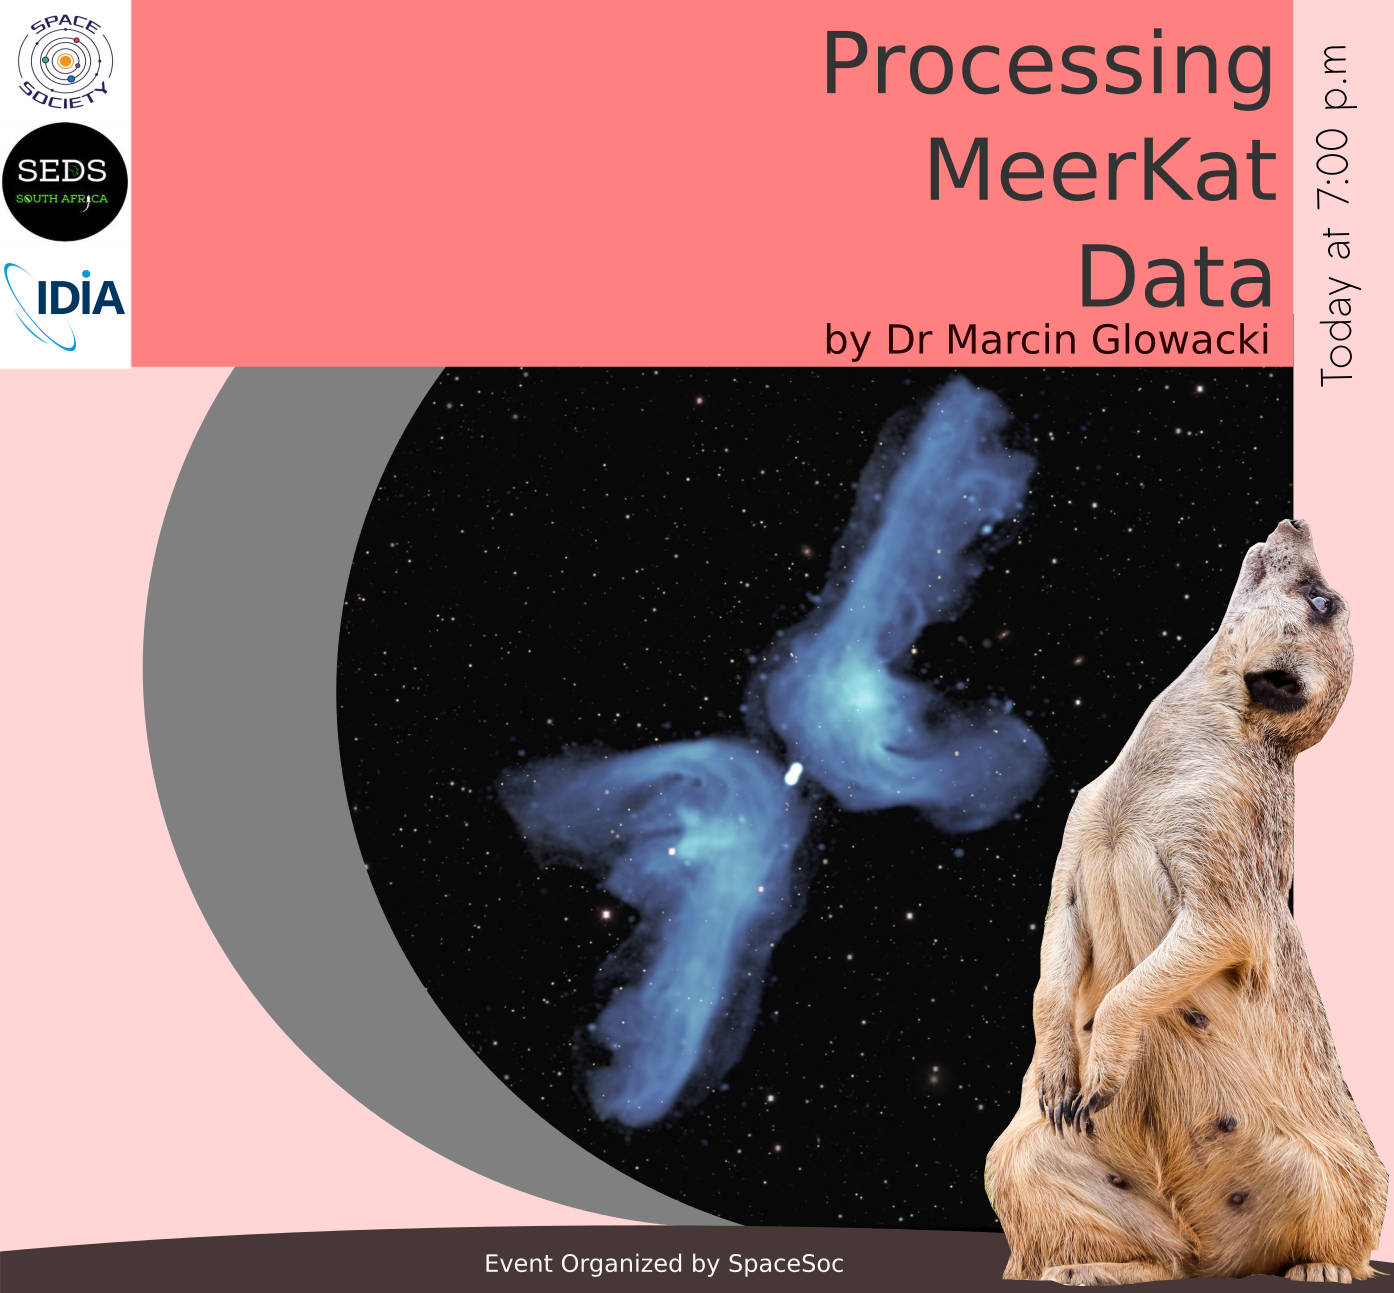 SPACE
SOCIETY
SEDS
SOUTH AFRICA
IDIA
Processing
MeerKat
Data
by Dr Marcin Glowacki
Today at 7:00 p.m
Event Organized by SpaceSoc